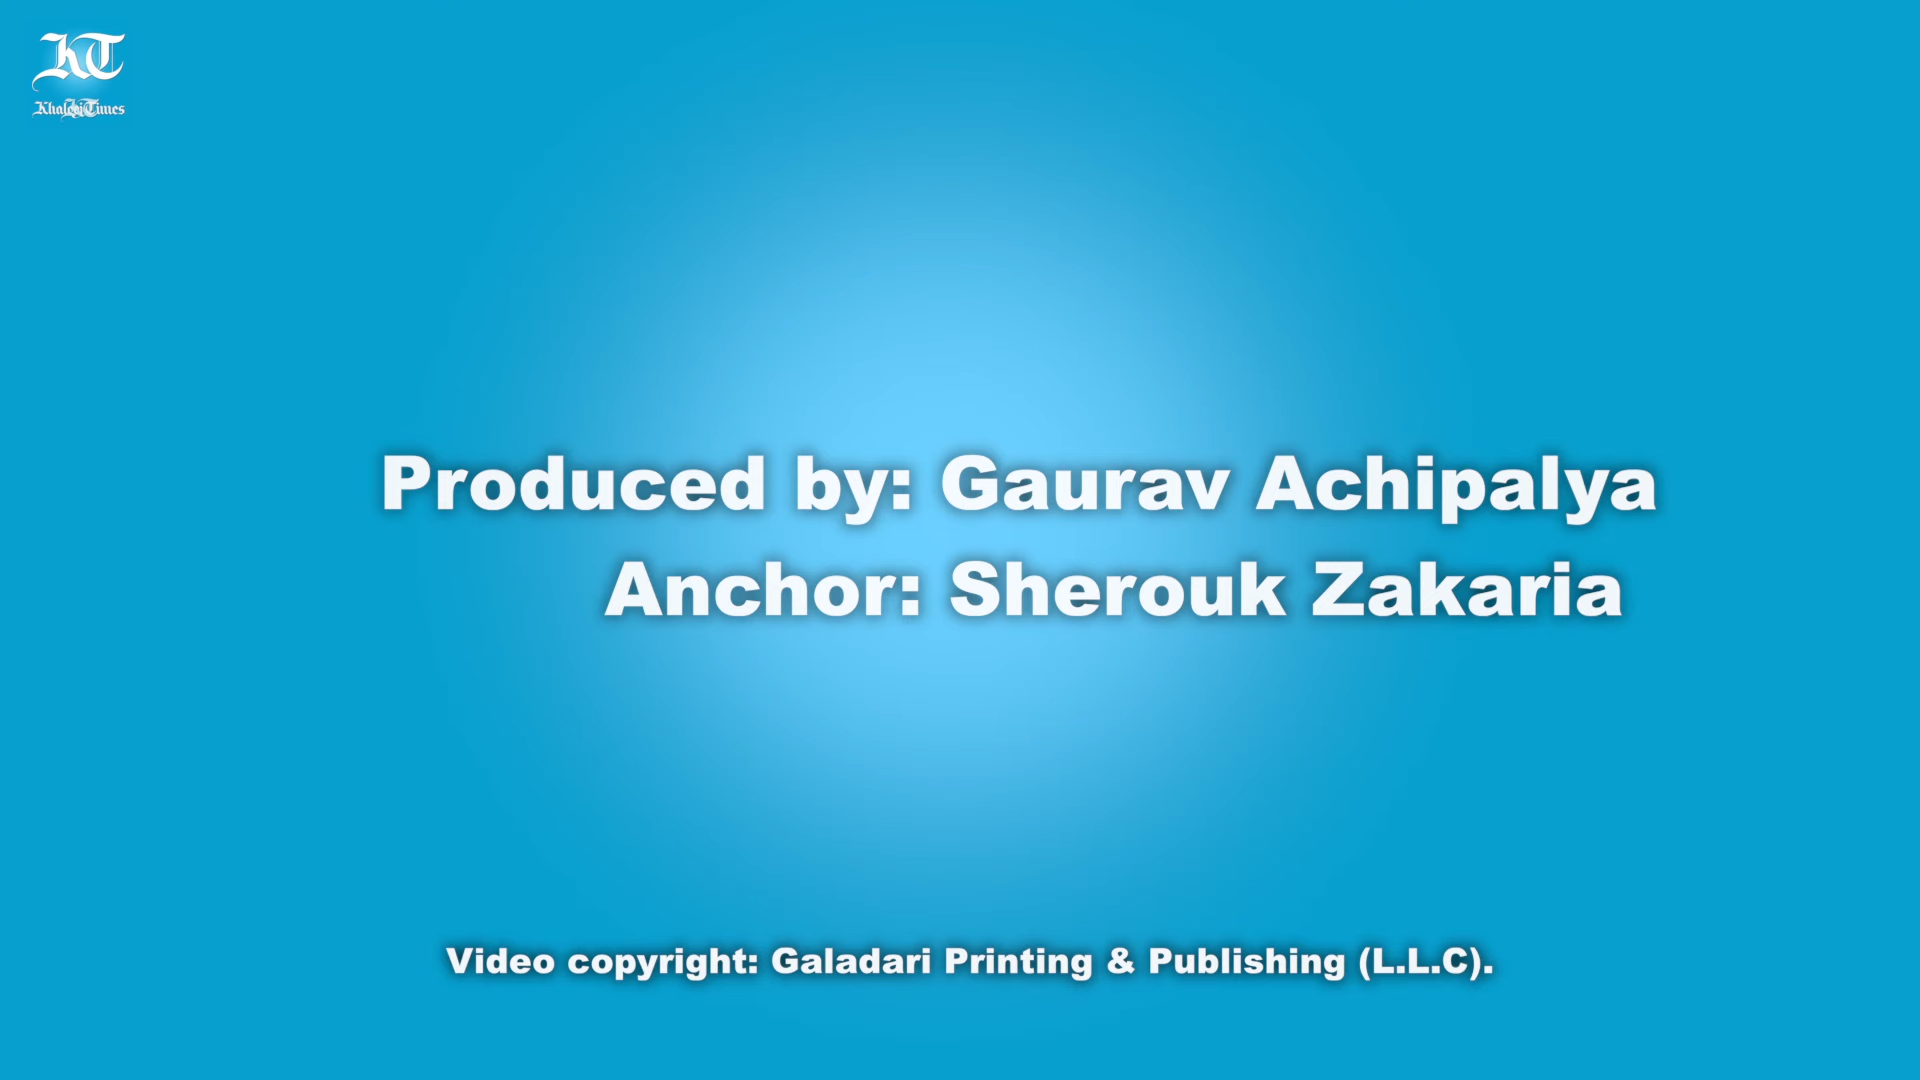 KT
Khaleej Times
Produced by: Gaurav Achipalya
Anchor: Sherouk Zakaria
Video copyright: Galadari Printing & Publishing (L.L.C).